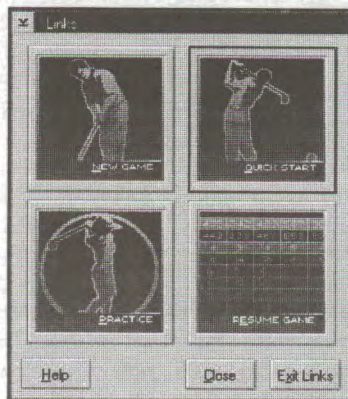 Links
NEW GAME
QUICK START
PRACTICE
RESUME GAME
Help
Close
Exit Links